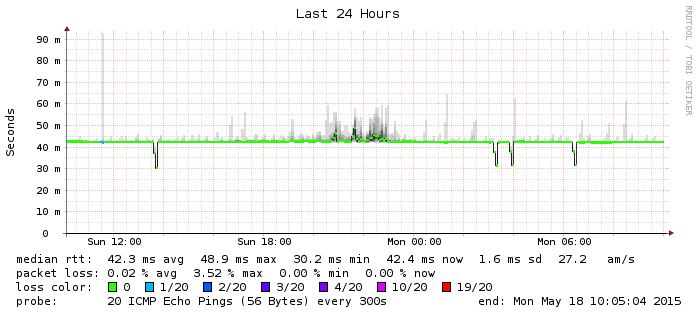 Last 24 Hours
RRDTOOL / TOBI OETIKER
Seconds
90 m
80 m
70 m
60 m
50 m
40 m
30 m
20 m
10 m
0
Sun 12:00 Sun 18:00 Mon 00:00 Mon 06:00
median rtt: 42.3 ms avg 48.9 ms max 30.2 ms min 42.4 ms now 1.6 ms sd 27.2 am/s
packet loss: 0.02 % avg 3.52 % max 0.00 % min 0.00 % now
loss color: 0 1/20 2/20 3/20 4/20 10/20 19/20
probe: 20 ICMP Echo Pings (56 Bytes) every 300s end: Mon May 18 10:05:04 2015